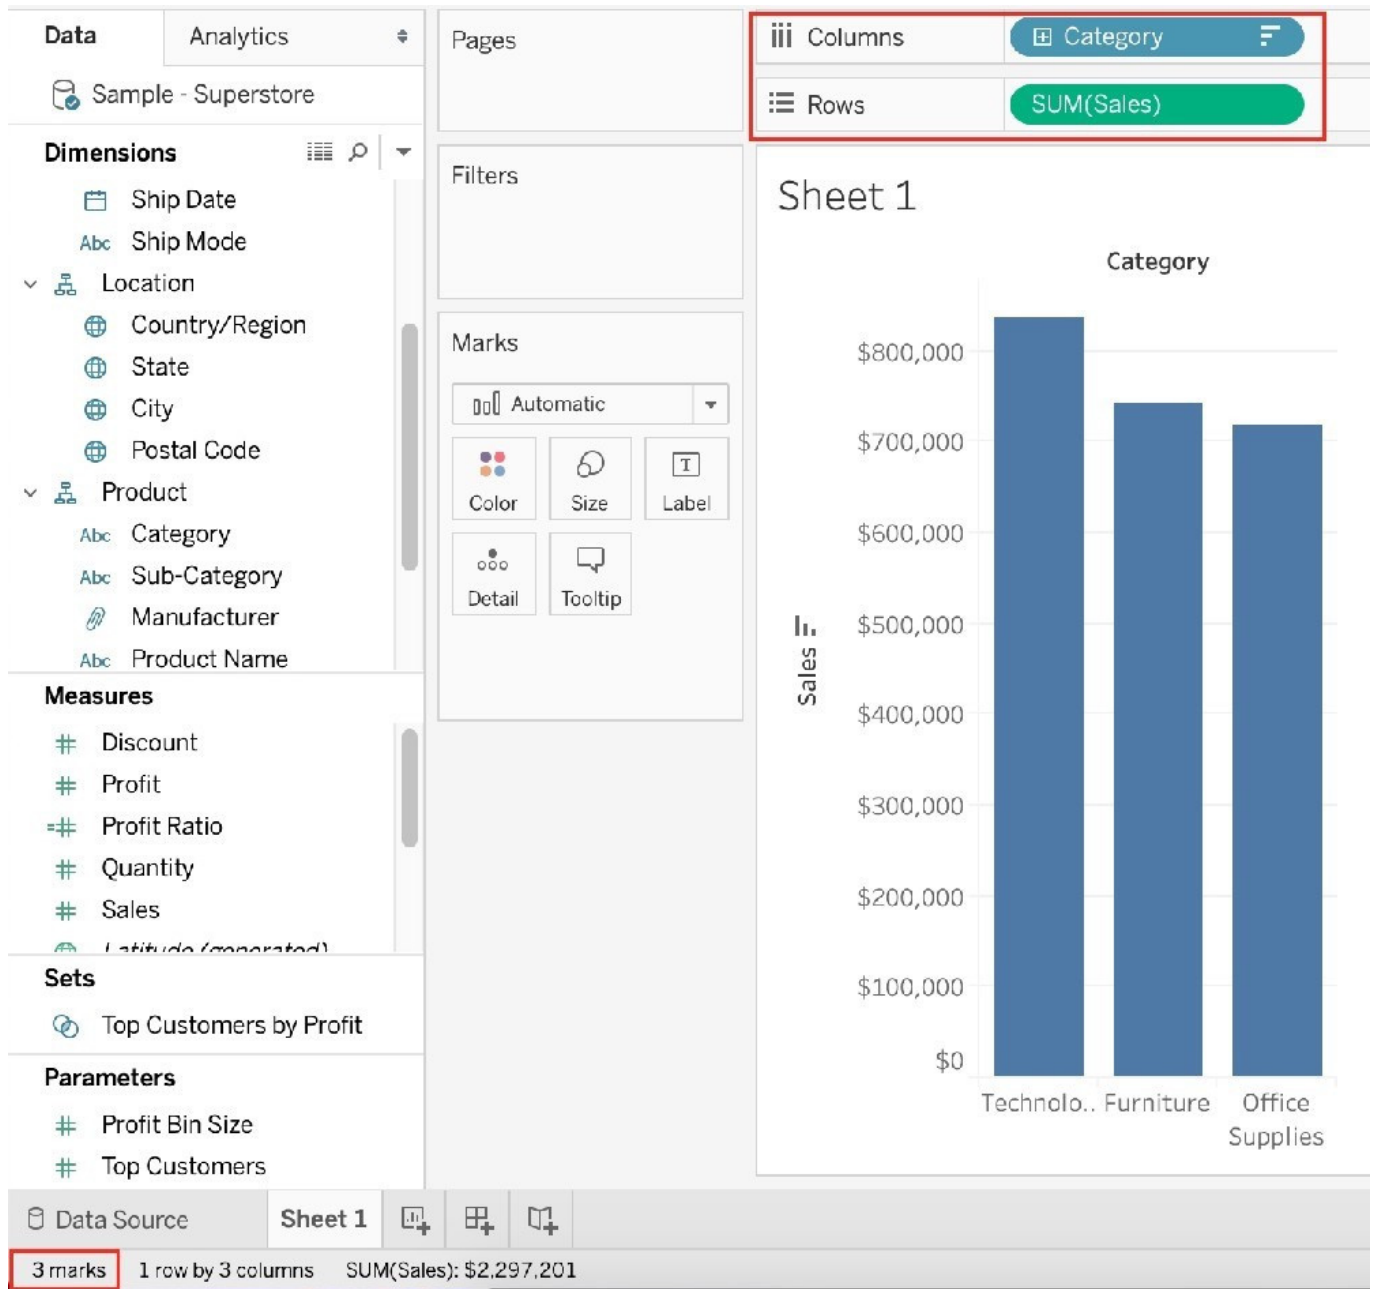 Data
Analytics
Sample - Superstore
Dimensions
Ship Date
Abc Ship Mode
Location
Country/Region
State
City
Postal Code
Product
Abc Category
Abc Sub-Category
Manufacturer
Abc Product Name
Measures
Discount
Profit
Profit Ratio
Quantity
Sales
Latitude (generated)
Sets
Top Customers by Profit
Parameters
Profit Bin Size
Top Customers
Pages
Filters
Marks
Automatic
Color Size Label
Detail Tooltip
Columns Category
Rows SUM(Sales)
Sheet 1
Category
$800,000
$700,000
$600,000
$500,000
$400,000
$300,000
$200,000
$100,000
$0
Sales
Technolo.. Furniture Office
Supplies
Data Source Sheet 1
3 marks 1 row by 3 columns SUM(Sales): $2,297,201